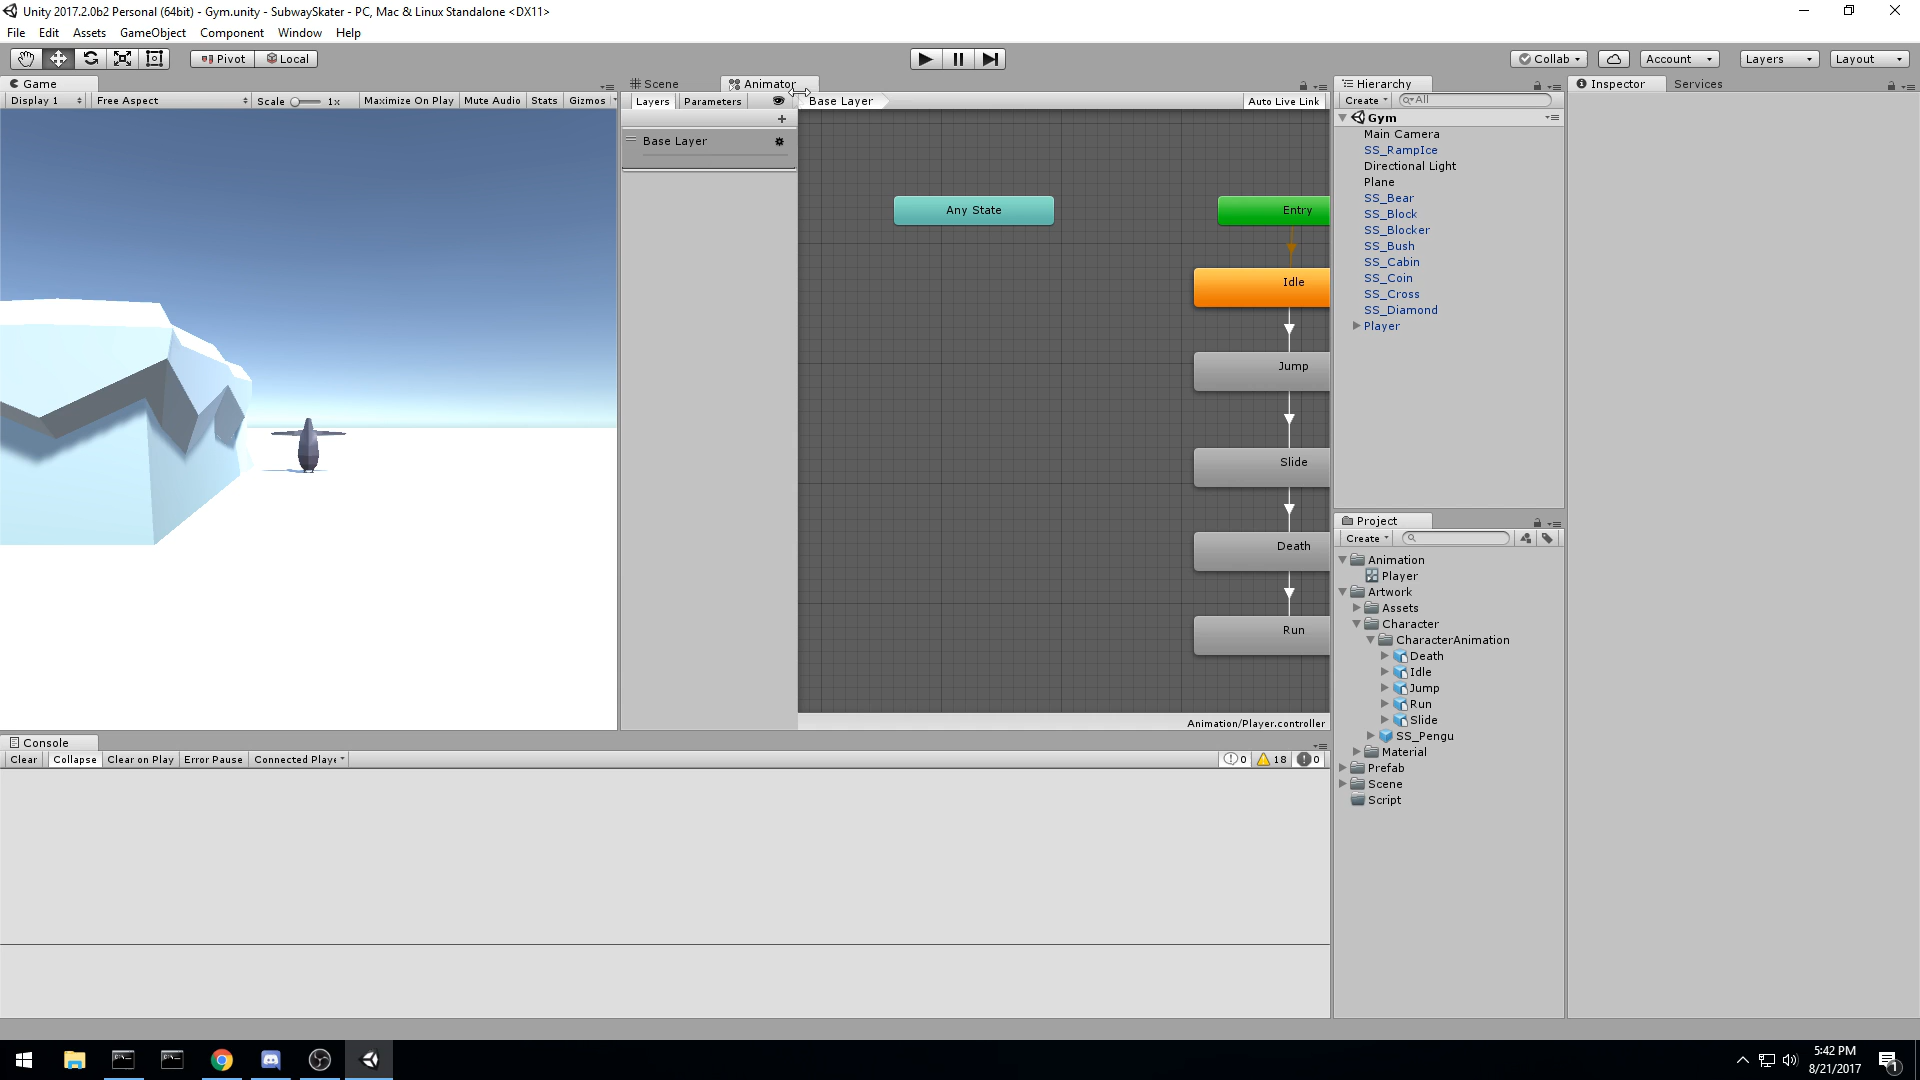 Unity 2017.2.0b2 Personal (64bit) - Gym.unity - SubwaySkater - PC, Mac & Linux Standalone <DX11>
File Edit Assets GameObject Component Window Help
Pivot Local Collab Account Layers Layout
Game
Display 1 Free Aspect Scale 1x Maximize On Play Mute Audio Stats Gizmos
Scene Animator
Layers Parameters Base Layer Auto Live Link
Base Layer
Any State
Entry
Idle
Jump
Slide
Death
Run
Animation/Player.controller
Hierarchy
Create All
Gym
Main Camera
SS_RampIce
Directional Light
Plane
SS_Bear
SS_Block
SS_Blocker
SS_Bush
SS_Cabin
SS_Coin
SS_Cross
SS_Diamond
Player
Project
Create
Animation
Player
Artwork
Assets
Character
CharacterAnimation
Death
Idle
Jump
Run
Slide
SS_Pengu
Material
Prefab
Scene
Script
Inspector Services
Console
Clear Collapse Clear on Play Error Pause Connected Playe 0 18 0
5:42 PM
8/21/2017
1